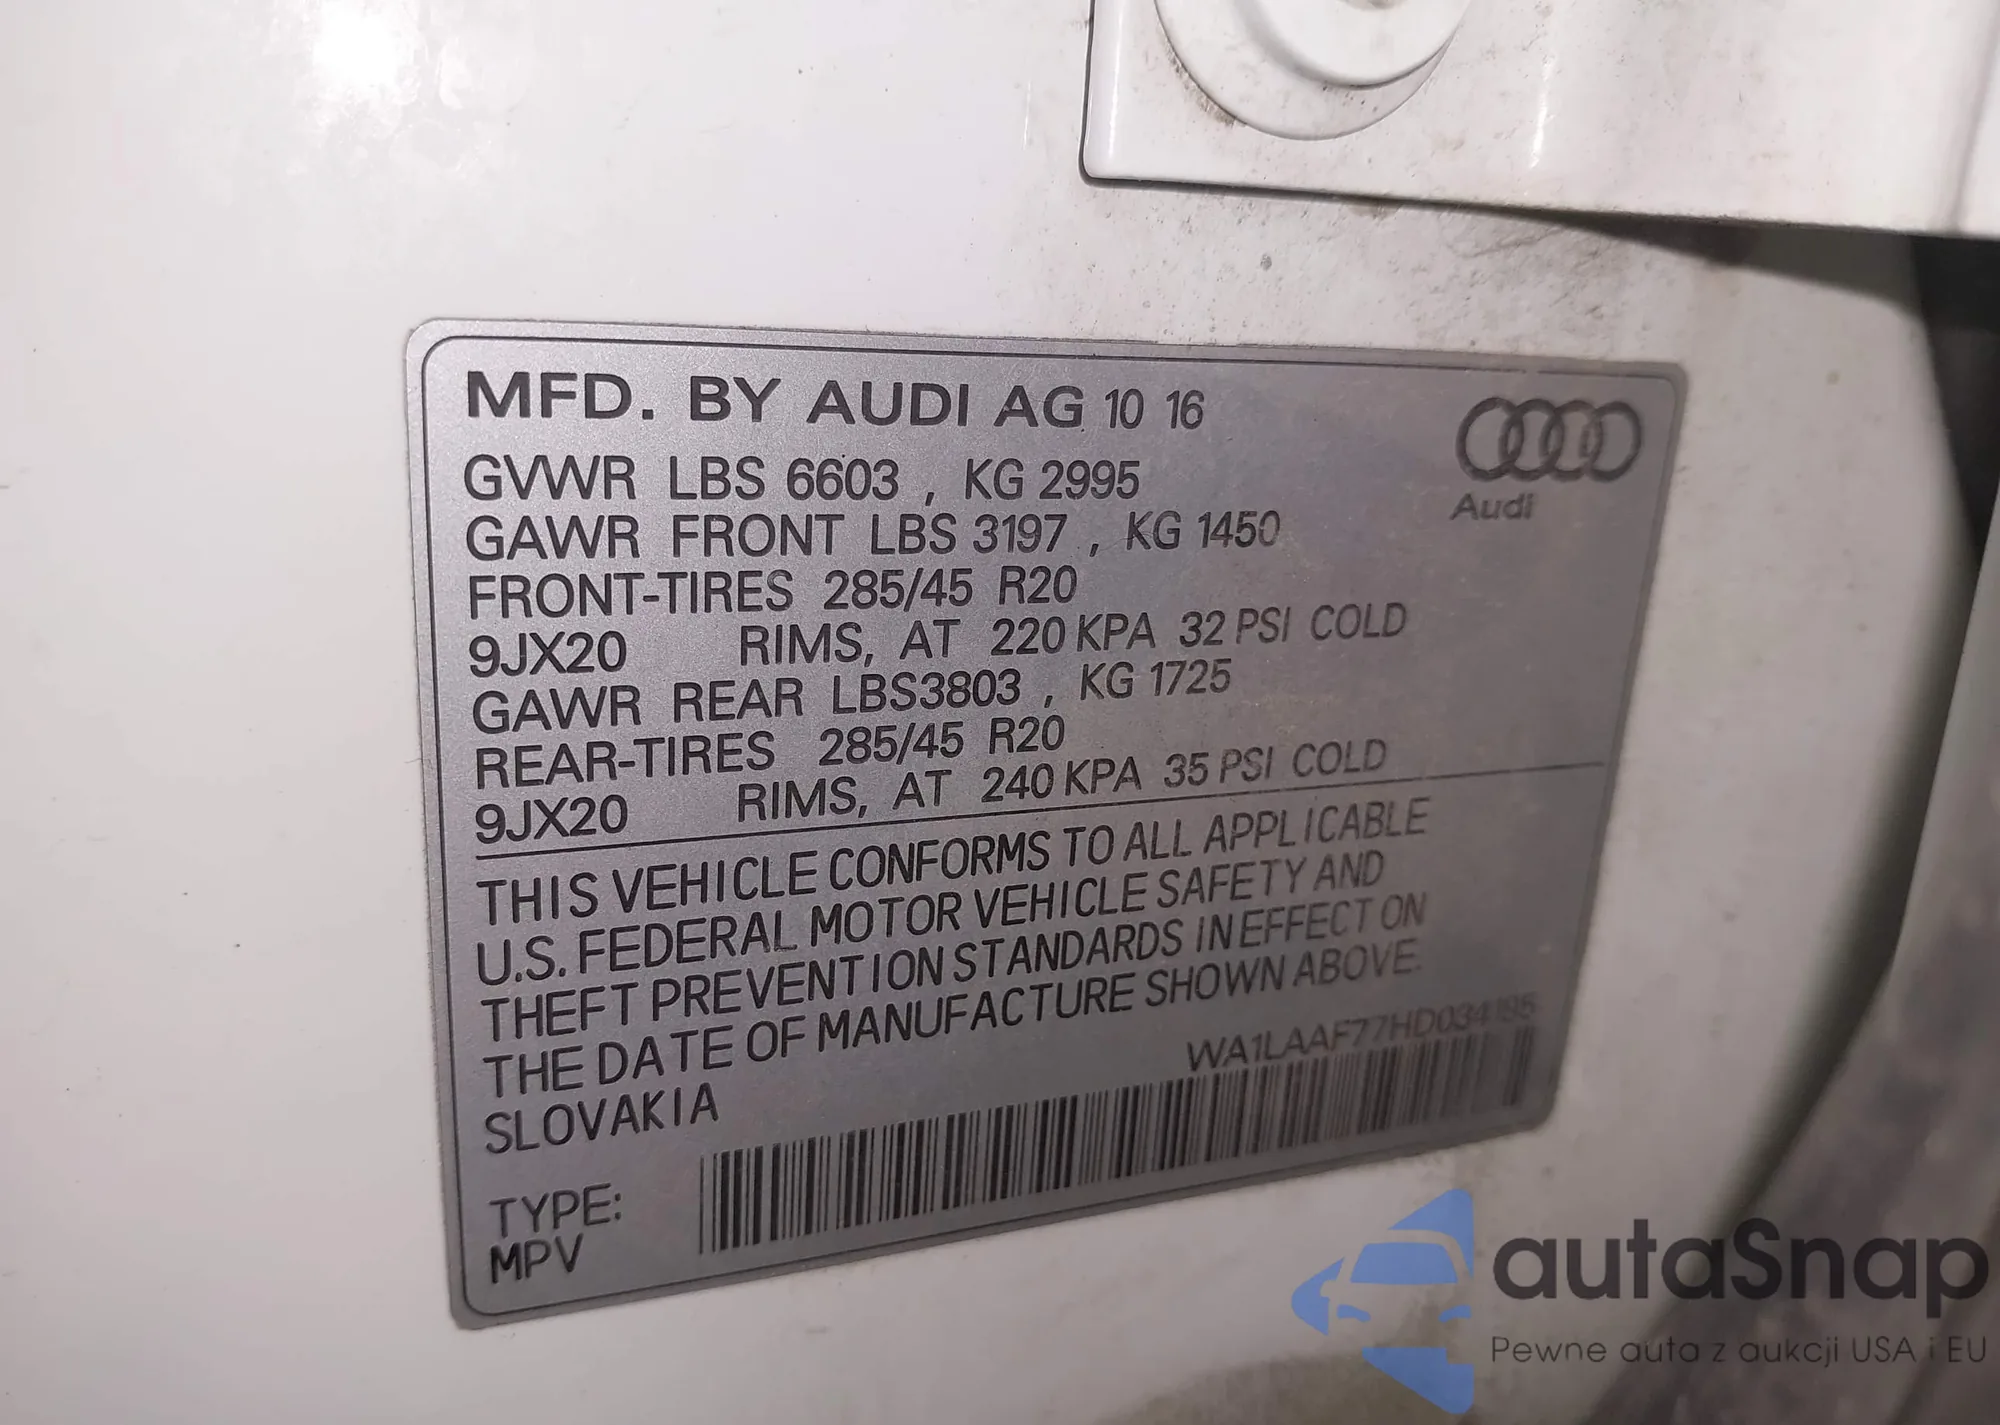 MFD. BY AUDI AG 10 16
GVWR LBS 6603 , KG 2995
GAWR FRONT LBS 3197 , KG 1450
FRONT-TIRES 285/45 R20
9JX20 RIMS, AT 220 KPA 32 PSI COLD
GAWR REAR LBS3803 , KG 1725
REAR-TIRES 285/45 R20
9JX20 RIMS, AT 240 KPA 35 PSI COLD
Audi
THIS VEHICLE CONFORMS TO ALL APPLICABLE
U.S. FEDERAL MOTOR VEHICLE SAFETY AND
THEFT PREVENTION STANDARDS IN EFFECT ON
THE DATE OF MANUFACTURE SHOWN ABOVE.
SLOVAKIA
TYPE:
MPV
autaSnap
Pewne auta z aukcji USA i EU